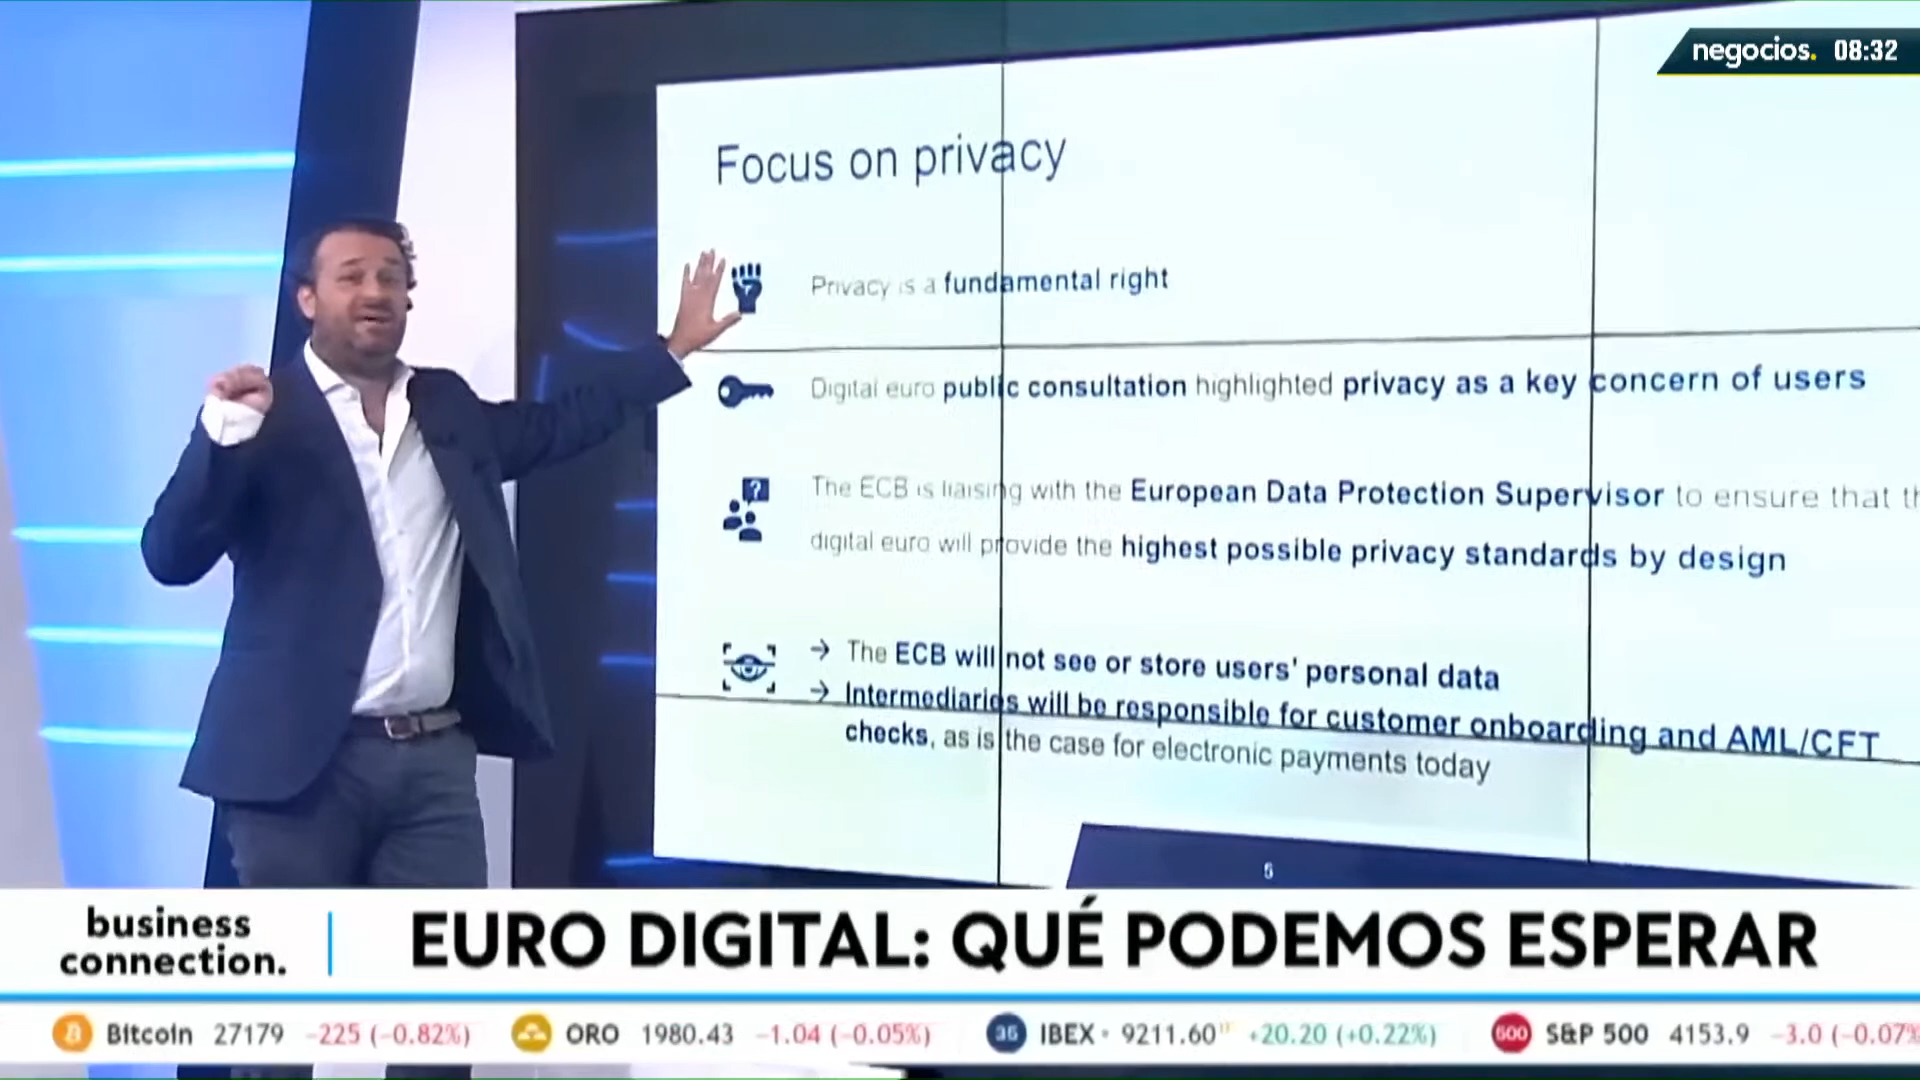 negocios. 08:32
Focus on privacy
Privacy is a fundamental right
Digital euro public consultation highlighted privacy as a key concern of users
The ECB is liaising with the European Data Protection Supervisor to ensure that
digital euro will provide the highest possible privacy standards by design
→ The ECB will not see or store users' personal data
→ Intermediaries will be responsible for customer onboarding and AML/CFT
checks, as is the case for electronic payments today
5
business
connection.
EURO DIGITAL: QUÉ PODEMOS ESPERAR
Bitcoin 27179 -225 (-0.82%) ORO 1980.43 -1.04 (-0.05%) 35 IBEX 9211.60 +20.20 (+0.22%) 500 S&P 500 4153.9 -3.0 (-0.07%